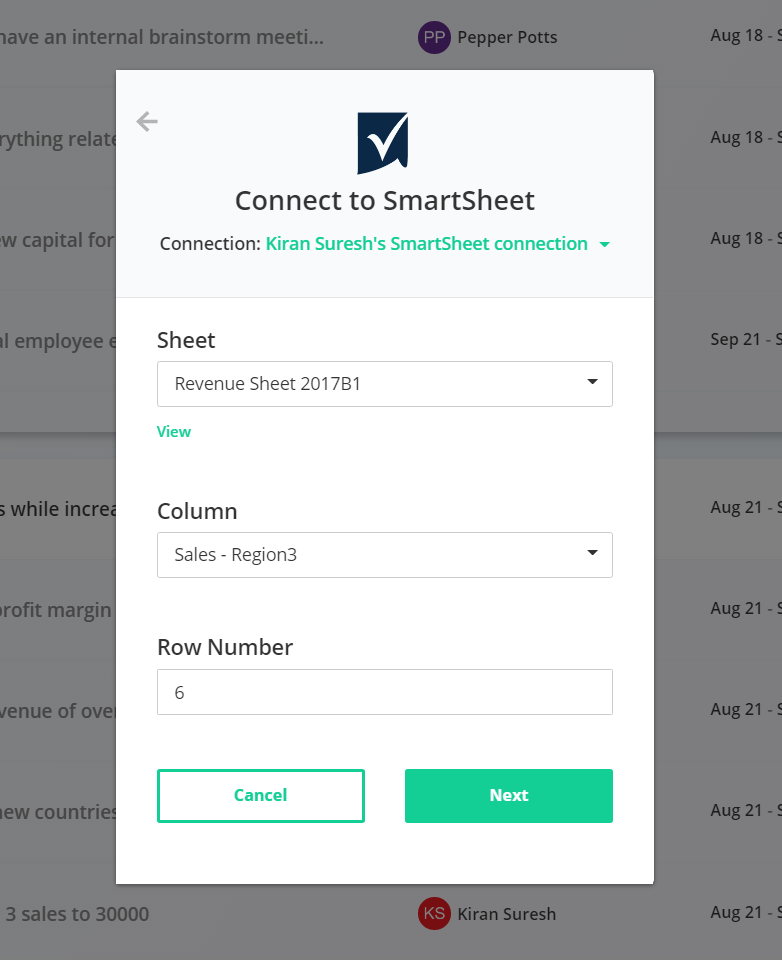 have an internal brainstorm meeti... PP Pepper Potts Aug 18 - S
rything relate Aug 18 - S
Connect to SmartSheet
ew capital for Aug 18 - S
Connection: Kiran Suresh's SmartSheet connection
Sheet
al employee e Sep 21 - S
Revenue Sheet 2017B1
View
Column
s while increa Aug 21 - S
Sales - Region3
profit margin Aug 21 - S
Row Number
6
venue of over Aug 21 - S
Cancel Next
new countries Aug 21 - S
3 sales to 30000 KS Kiran Suresh Aug 21 - S